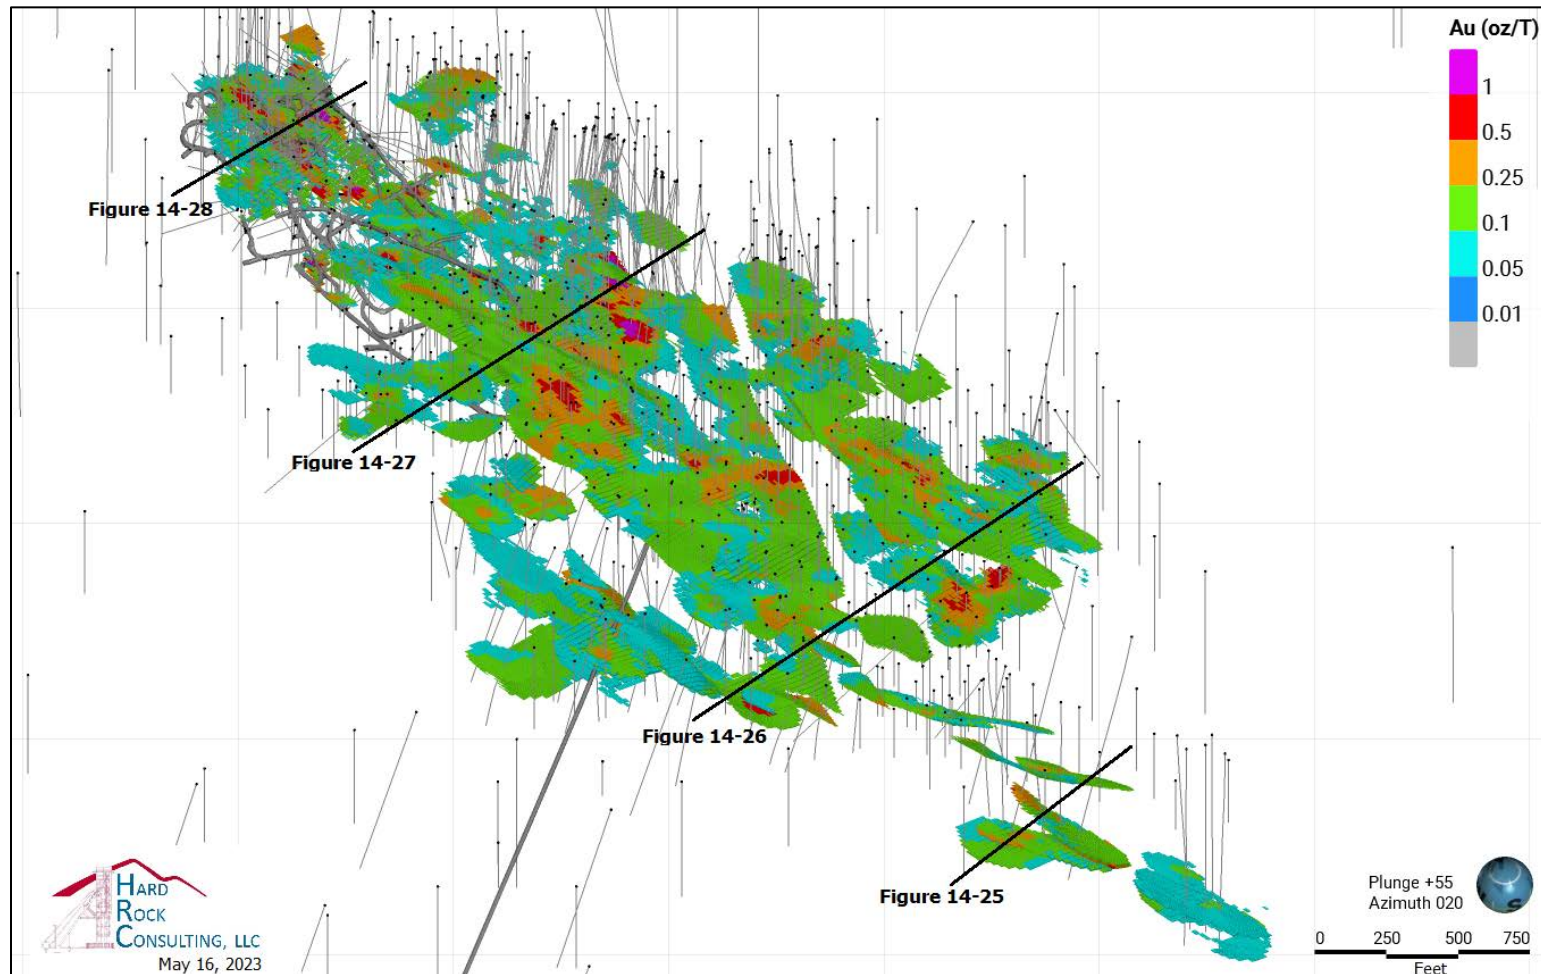 Au (oz/T)
1
0.5
0.25
0.1
0.05
0.01
Figure 14-28
Figure 14-27
Figure 14-26
Figure 14-25
HARD
ROCK
CONSULTING, LLC
May 16, 2023
Plunge +55
Azimuth 020
S
0 250 500 750
Feet